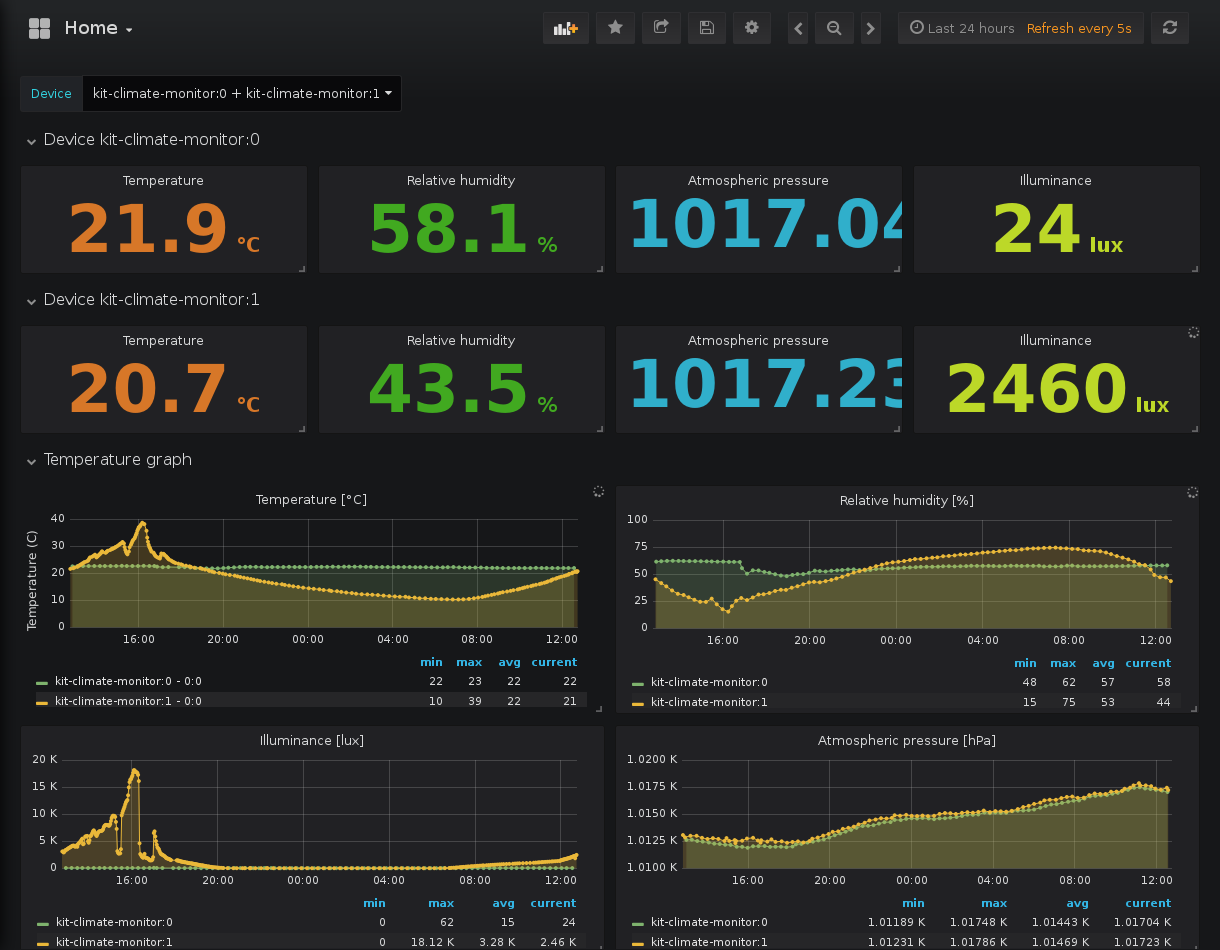 Home
Last 24 hours Refresh every 5s
Device kit-climate-monitor:0 + kit-climate-monitor:1
Device kit-climate-monitor:0
Temperature Relative humidity Atmospheric pressure Illuminance
21.9 °C 58.1 % 1017.04 24 lux
Device kit-climate-monitor:1
Temperature Relative humidity Atmospheric pressure Illuminance
20.7 °C 43.5 % 1017.23 2460 lux
Temperature graph
Temperature [°C]
Temperature (C)
40
30
20
10
0
16:00 20:00 00:00 04:00 08:00 12:00
min max avg current
kit-climate-monitor:0 - 0:0 22 23 22 22
kit-climate-monitor:1 - 0:0 10 39 22 21
Relative humidity [%]
100
75
50
25
0
16:00 20:00 00:00 04:00 08:00 12:00
min max avg current
kit-climate-monitor:0 48 62 57 58
kit-climate-monitor:1 15 75 53 44
Illuminance [lux]
20 K
15 K
10 K
5 K
0
16:00 20:00 00:00 04:00 08:00 12:00
min max avg current
kit-climate-monitor:0 0 62 15 24
kit-climate-monitor:1 0 18.12 K 3.28 K 2.46 K
Atmospheric pressure [hPa]
1.0200 K
1.0175 K
1.0150 K
1.0125 K
1.0100 K
16:00 20:00 00:00 04:00 08:00 12:00
min max avg current
kit-climate-monitor:0 1.01189 K 1.01748 K 1.01443 K 1.01704 K
kit-climate-monitor:1 1.01231 K 1.01786 K 1.01469 K 1.01723 K